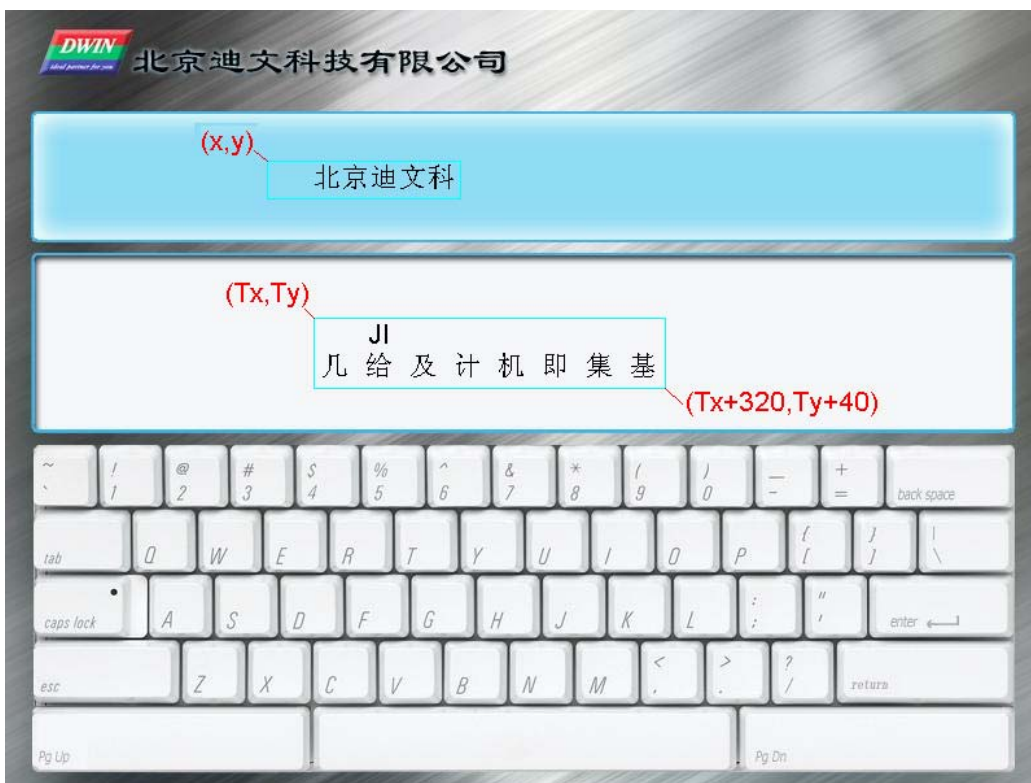 DWIN
ideal partner for you
北京迪文科技有限公司
(x,y)
北京迪文科
(Tx,Ty)
JI
几 给 及 计 机 即 集 基
(Tx+320,Ty+40)
~ ! @ # $ % ^ & * ( ) — +
` 1 2 3 4 5 6 7 8 9 0 - = back space
{ } |
tab Q W E R T Y U I O P [ ] \
: "
caps lock A S D F G H J K L ; ' enter
< > ?
esc Z X C V B N M , . / return
Pg Up Pg Dn